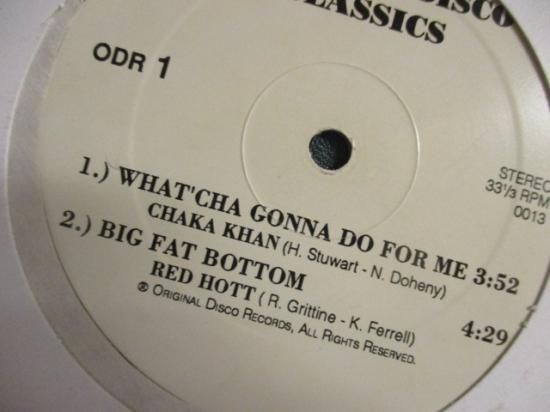 DISCO
CLASSICS
ODR 1
STEREO
33⅓ RPM
0013
1.) WHAT'CHA GONNA DO FOR ME 3:52
CHAKA KHAN (H. Stuwart - N. Doheny)
2.) BIG FAT BOTTOM 4:29
RED HOTT (R. Grittine - K. Ferrell)
℗ ORIGINAL DISCO RECORDS, ALL RIGHTS RESERVED.